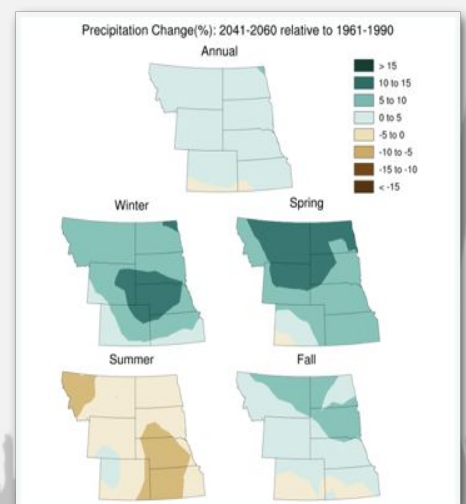 Precipitation Change(%): 2041-2060 relative to 1961-1990
Annual
> 15
10 to 15
5 to 10
0 to 5
-5 to 0
-10 to -5
-15 to -10
< -15
Winter
Spring
Summer
Fall